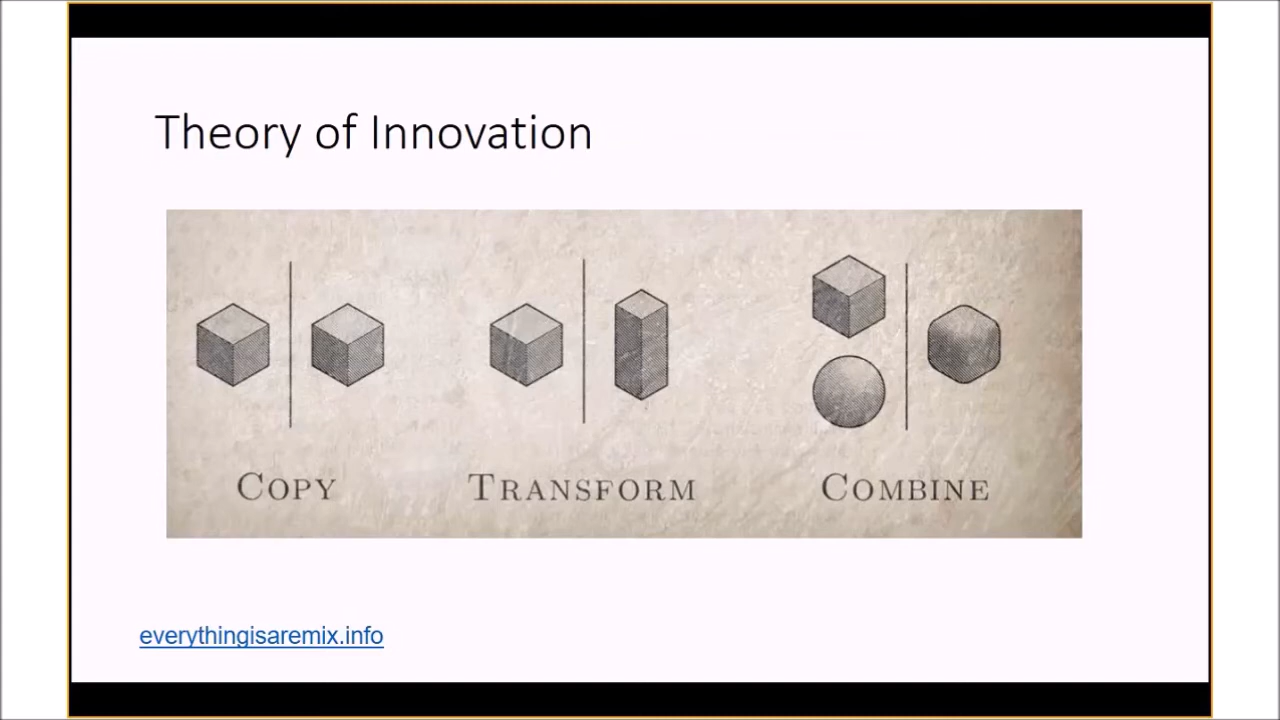 Theory of Innovation
COPY
TRANSFORM
COMBINE
everythingisaremix.info